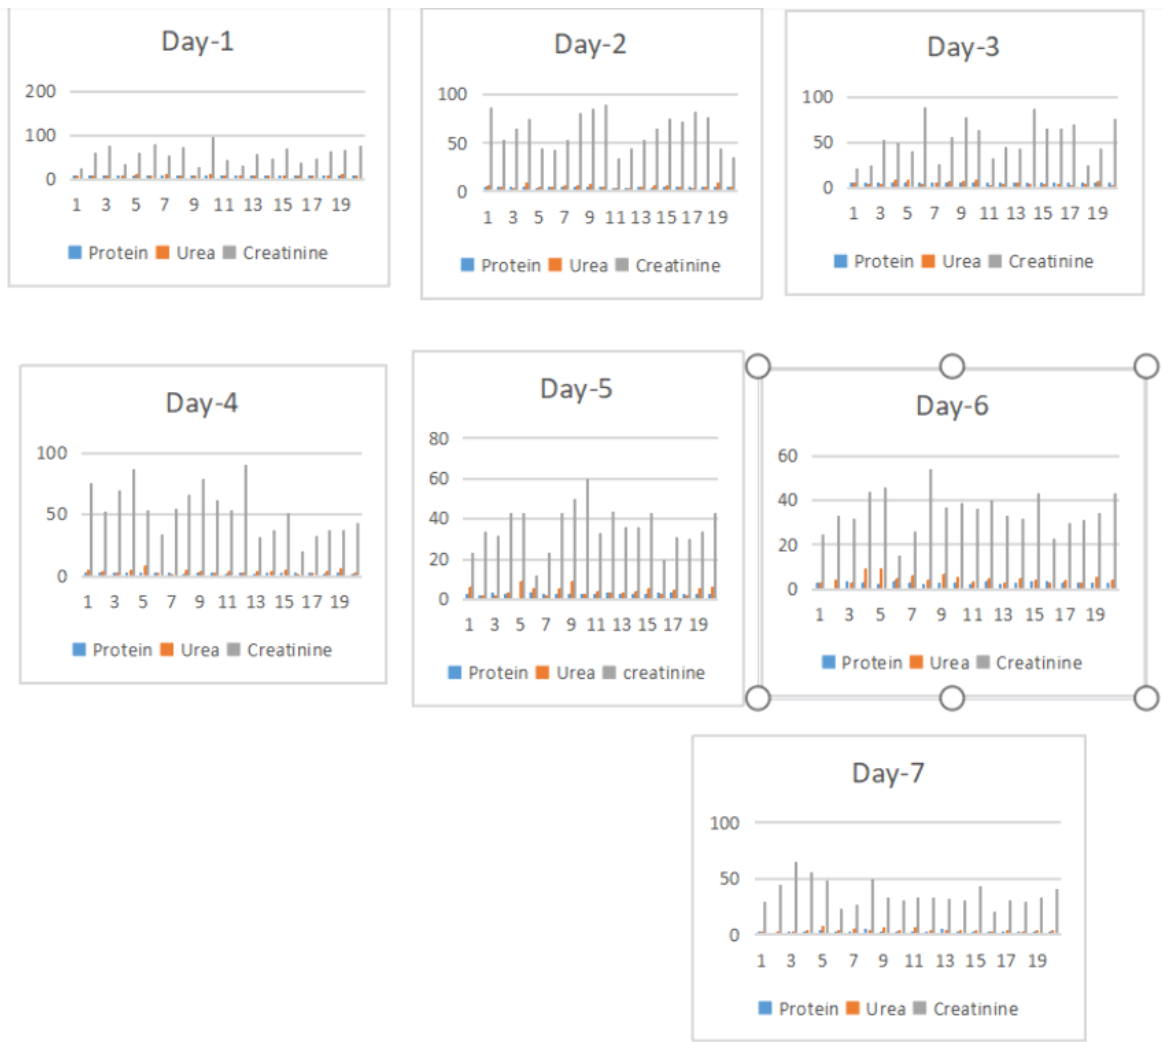 Day-1
200
100
0
1 3 5 7 9 11 13 15 17 19
Protein Urea Creatinine
Day-2
100
50
0
1 3 5 7 9 11 13 15 17 19
Protein Urea Creatinine
Day-3
100
50
0
1 3 5 7 9 11 13 15 17 19
Protein Urea Creatinine
Day-4
100
50
0
1 3 5 7 9 11 13 15 17 19
Protein Urea Creatinine
Day-5
80
60
40
20
0
1 3 5 7 9 11 13 15 17 19
Protein Urea creatinine
Day-6
60
40
20
0
1 3 5 7 9 11 13 15 17 19
Protein Urea Creatinine
Day-7
100
50
0
1 3 5 7 9 11 13 15 17 19
Protein Urea Creatinine